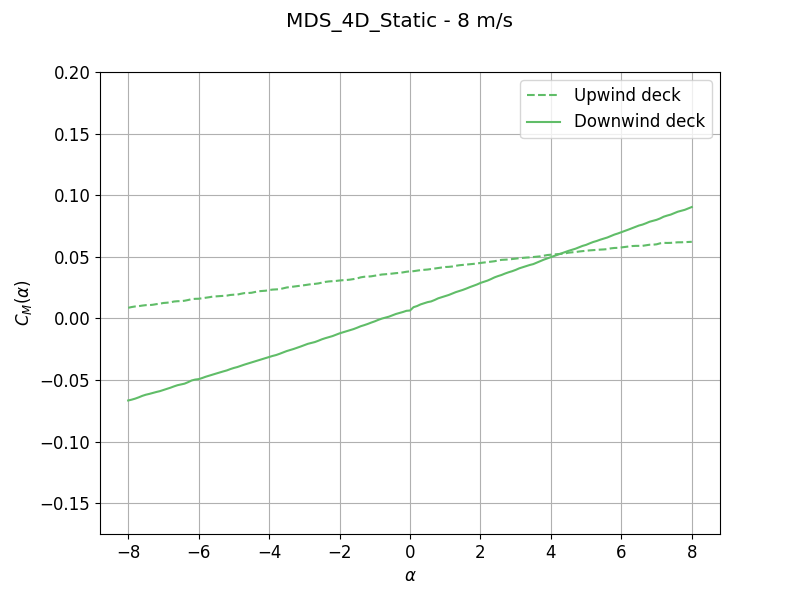 MDS_4D_Static - 8 m/s
0.20
0.15
0.10
0.05
0.00
−0.05
−0.10
−0.15
C_M(α)
−8 −6 −4 −2 0 2 4 6 8
α
Upwind deck
Downwind deck